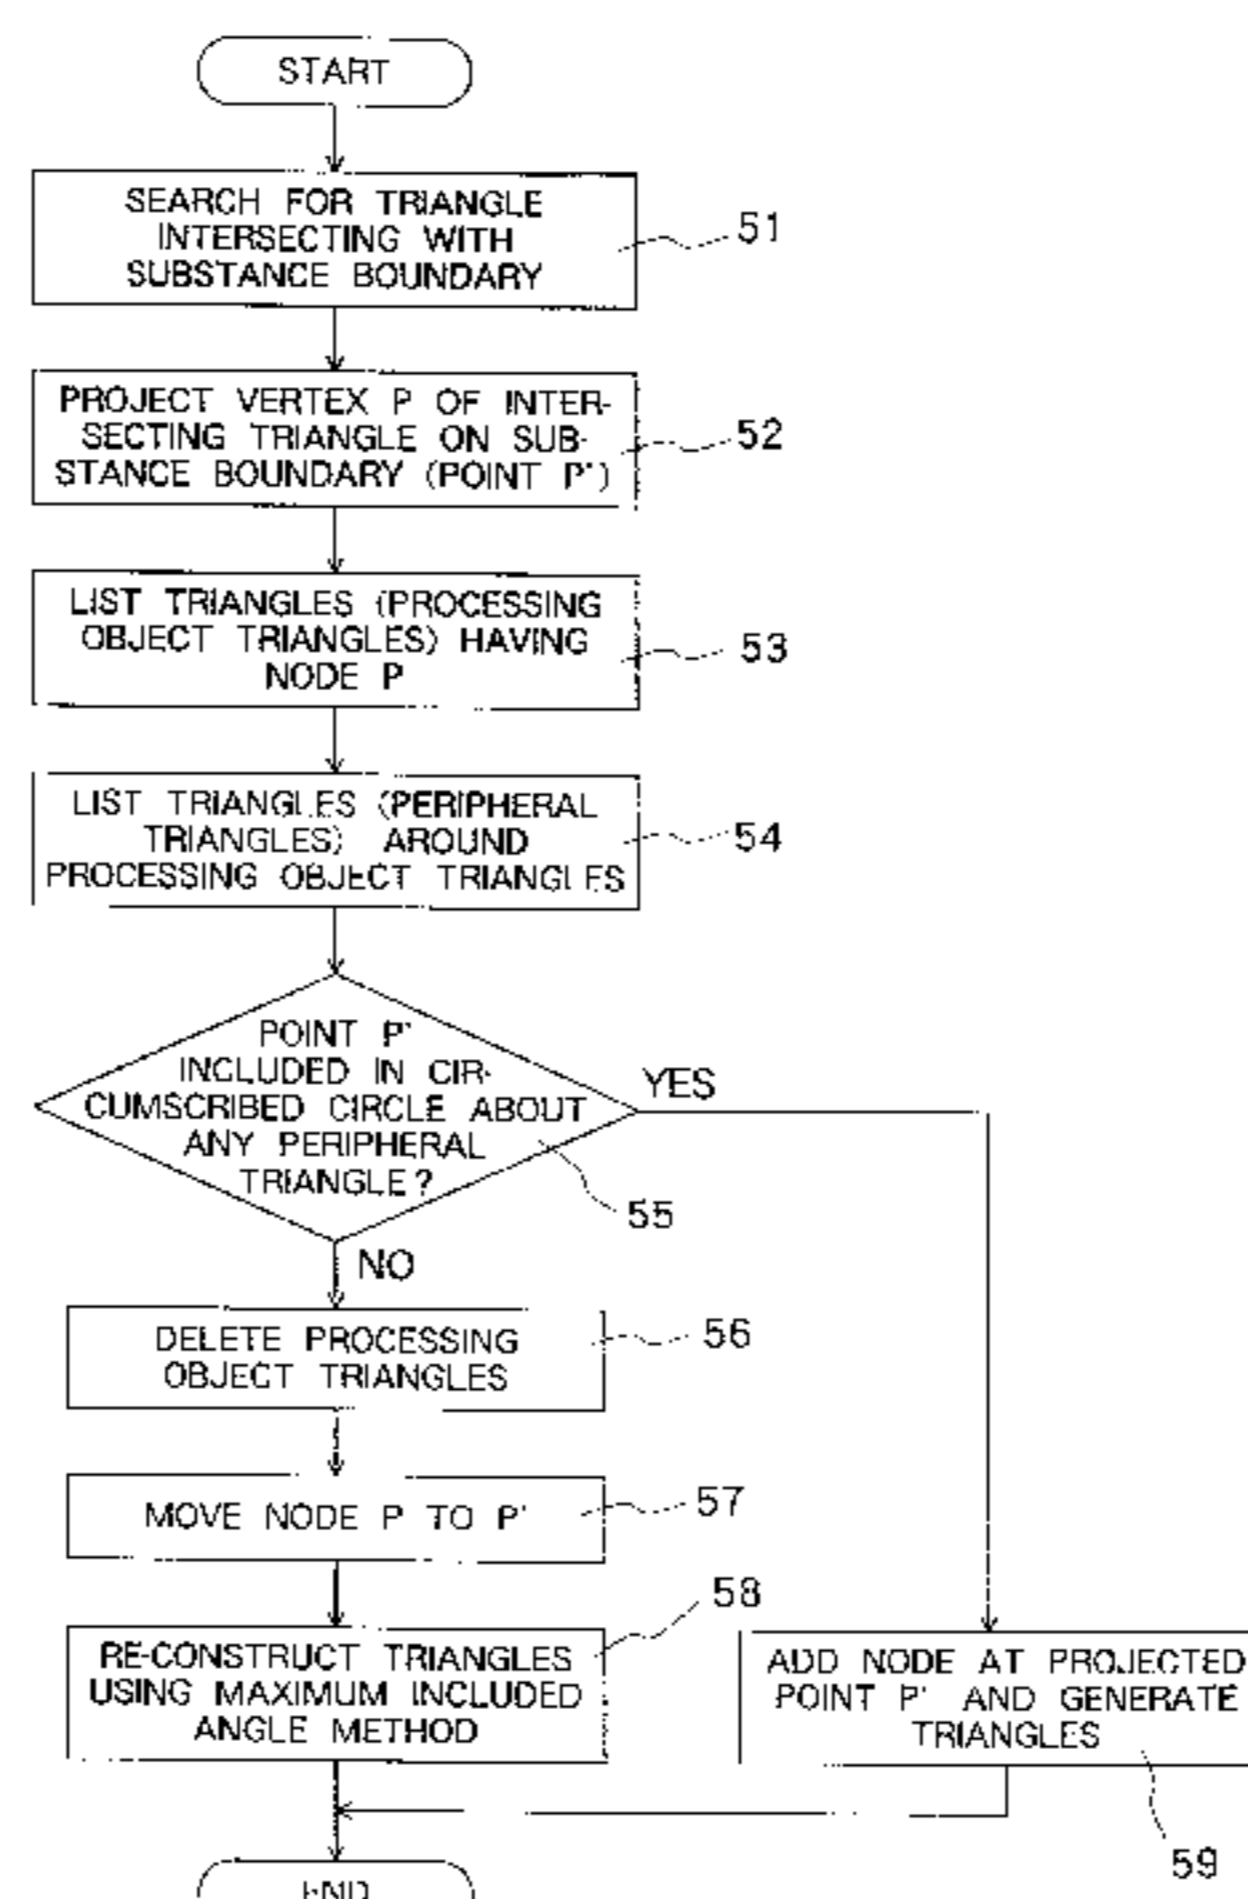 START
SEARCH FOR TRIANGLE
INTERSECTING WITH
SUBSTANCE BOUNDARY
51
PROJECT VERTEX P OF INTER-
SECTING TRIANGLE ON SUB-
STANCE BOUNDARY (POINT P')
52
LIST TRIANGLES (PROCESSING
OBJECT TRIANGLES) HAVING
NODE P
53
LIST TRIANGLES (PERIPHERAL
TRIANGLES) AROUND
PROCESSING OBJECT TRIANGLES
54
POINT P'
INCLUDED IN CIR-
CUMSCRIBED CIRCLE ABOUT
ANY PERIPHERAL
TRIANGLE?
55
YES
NO
DELETE PROCESSING
OBJECT TRIANGLES
56
MOVE NODE P TO P'
57
RE-CONSTRUCT TRIANGLES
USING MAXIMUM INCLUDED
ANGLE METHOD
58
ADD NODE AT PROJECTED
POINT P' AND GENERATE
TRIANGLES
59
END